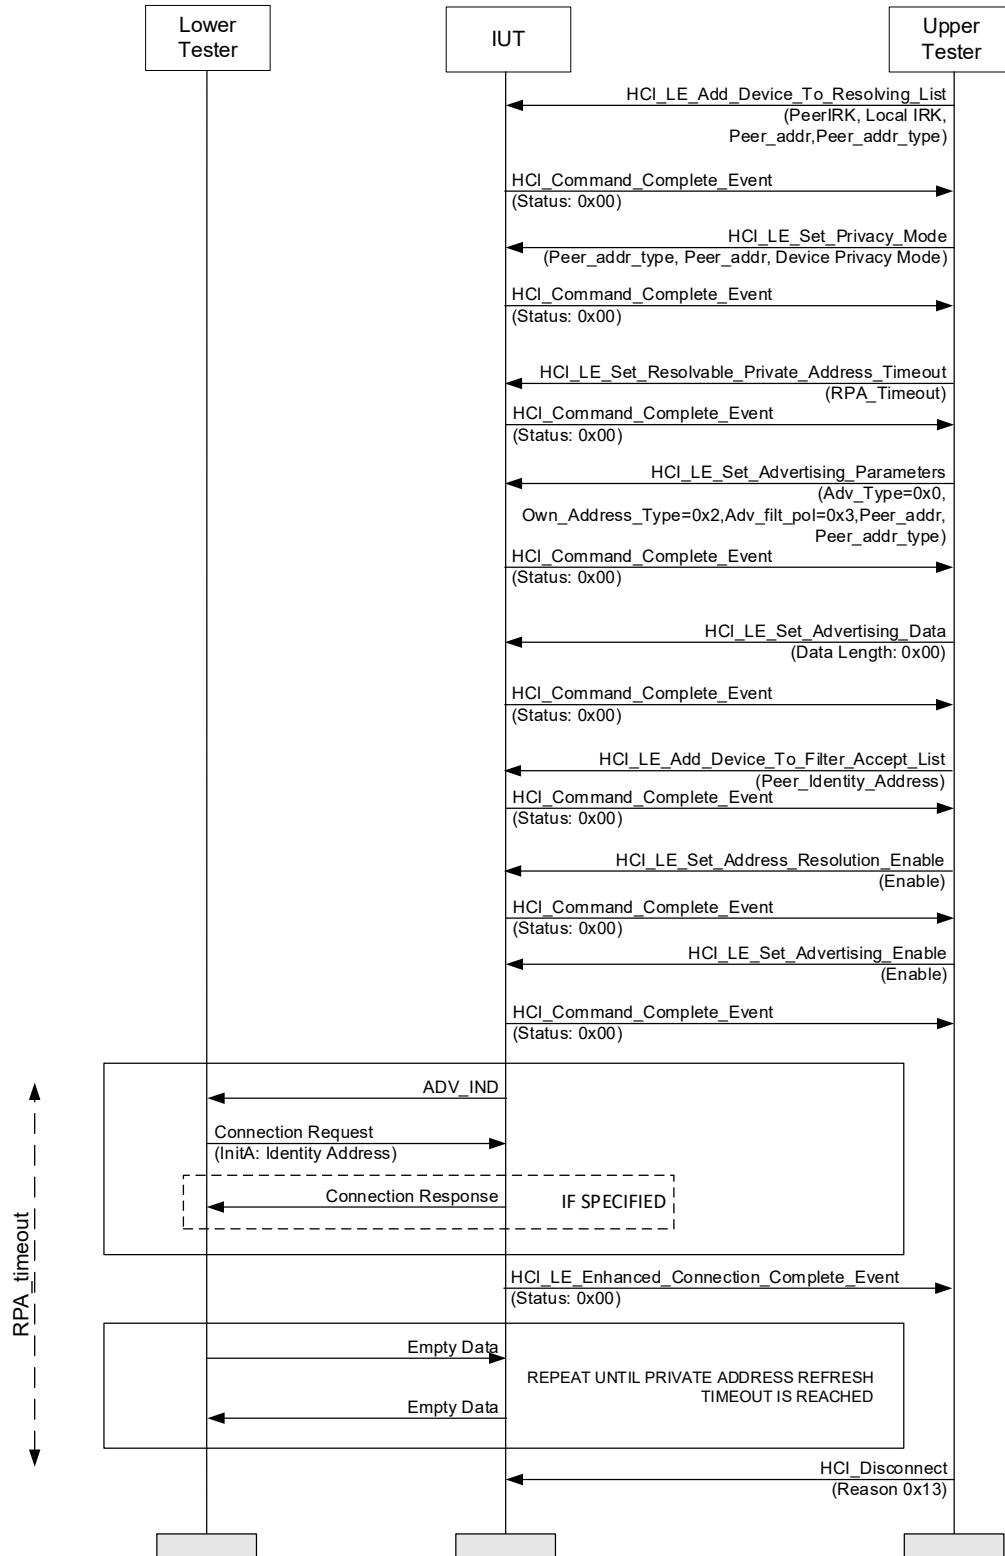 Lower
Tester
IUT
Upper
Tester
HCI_LE_Add_Device_To_Resolving_List
(PeerIRK, Local IRK,
Peer_addr,Peer_addr_type)
HCI_Command_Complete_Event
(Status: 0x00)
HCI_LE_Set_Privacy_Mode
(Peer_addr_type, Peer_addr, Device Privacy Mode)
HCI_Command_Complete_Event
(Status: 0x00)
HCI_LE_Set_Resolvable_Private_Address_Timeout
(RPA_Timeout)
HCI_Command_Complete_Event
(Status: 0x00)
HCI_LE_Set_Advertising_Parameters
(Adv_Type=0x0,
Own_Address_Type=0x2,Adv_filt_pol=0x3,Peer_addr,
Peer_addr_type)
HCI_Command_Complete_Event
(Status: 0x00)
HCI_LE_Set_Advertising_Data
(Data Length: 0x00)
HCI_Command_Complete_Event
(Status: 0x00)
HCI_LE_Add_Device_To_Filter_Accept_List
(Peer_Identity_Address)
HCI_Command_Complete_Event
(Status: 0x00)
HCI_LE_Set_Address_Resolution_Enable
(Enable)
HCI_Command_Complete_Event
(Status: 0x00)
HCI_LE_Set_Advertising_Enable
(Enable)
HCI_Command_Complete_Event
(Status: 0x00)
RPA_timeout
ADV_IND
Connection Request
(InitA: Identity Address)
Connection Response
IF SPECIFIED
HCI_LE_Enhanced_Connection_Complete_Event
(Status: 0x00)
Empty Data
REPEAT UNTIL PRIVATE ADDRESS REFRESH
TIMEOUT IS REACHED
Empty Data
HCI_Disconnect
(Reason 0x13)